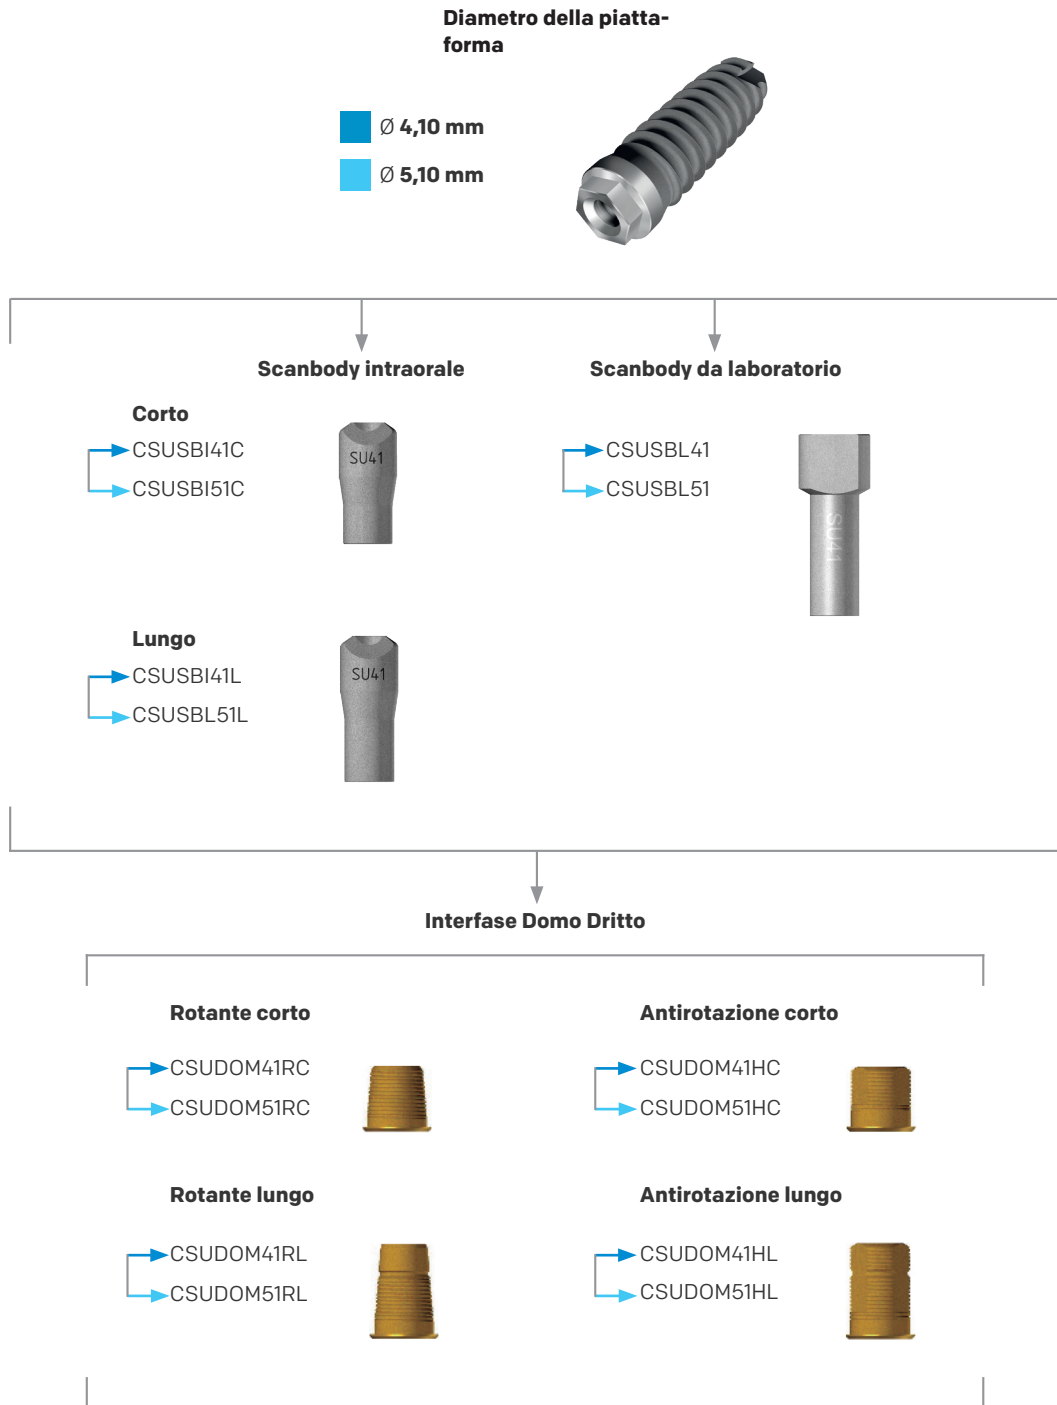 Diametro della piatta-
forma
Ø 4,10 mm
Ø 5,10 mm
Scanbody intraorale
Scanbody da laboratorio
Corto
CSUSBI41C
CSUSBI51C
SU41
CSUSBL41
CSUSBL51
SU41
Lungo
CSUSBI41L
CSUSBL51L
SU41
Interfase Domo Dritto
Rotante corto
CSUDOM41RC
CSUDOM51RC
Antirotazione corto
CSUDOM41HC
CSUDOM51HC
Rotante lungo
CSUDOM41RL
CSUDOM51RL
Antirotazione lungo
CSUDOM41HL
CSUDOM51HL